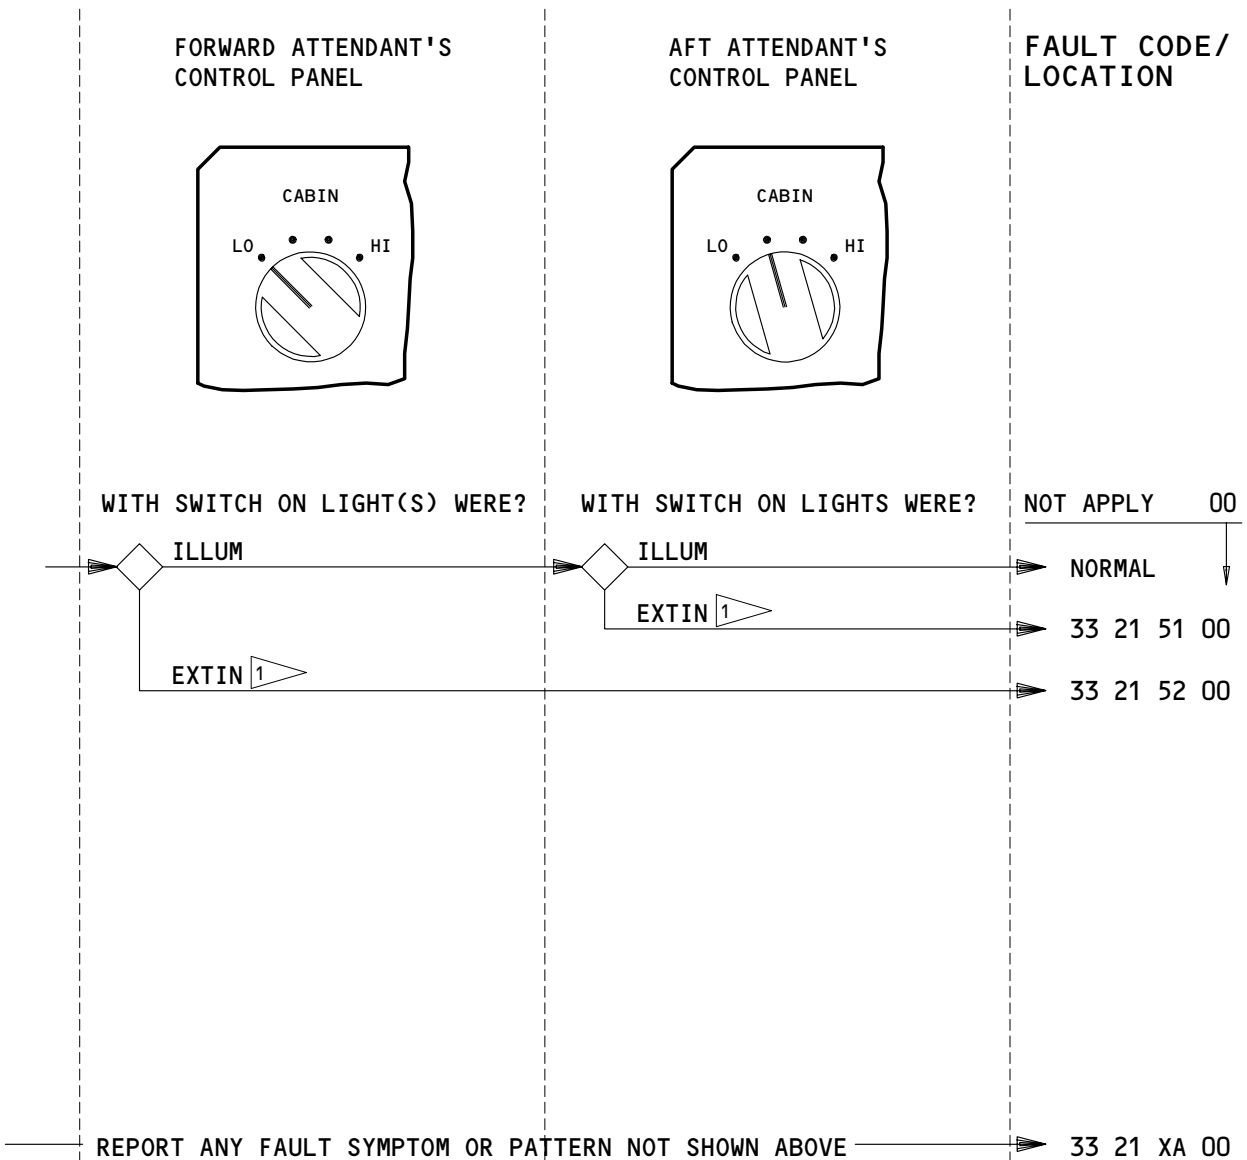 FORWARD ATTENDANT'S
CONTROL PANEL
AFT ATTENDANT'S
CONTROL PANEL
FAULT CODE/
LOCATION
CABIN
LO
HI
CABIN
LO
HI
WITH SWITCH ON LIGHT(S) WERE?
WITH SWITCH ON LIGHTS WERE?
NOT APPLY 00
ILLUM
ILLUM
NORMAL
EXTIN 1
33 21 51 00
EXTIN 1
33 21 52 00
REPORT ANY FAULT SYMPTOM OR PATTERN NOT SHOWN ABOVE
33 21 XA 00